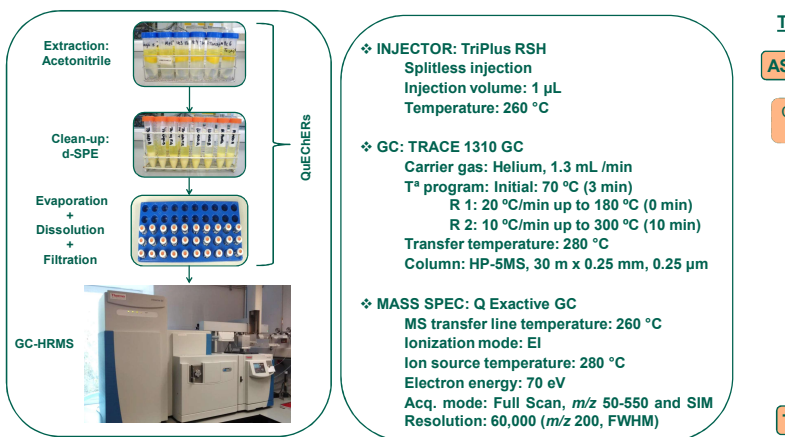 Extraction:
Acetonitrile
Clean-up:
d-SPE
Evaporation
+
Dissolution
+
Filtration
GC-HRMS
QuEChERs
❖ INJECTOR: TriPlus RSH
Splitless injection
Injection volume: 1 µL
Temperature: 260 °C
❖ GC: TRACE 1310 GC
Carrier gas: Helium, 1.3 mL /min
Tª program: Initial: 70 ºC (3 min)
R 1: 20 ºC/min up to 180 ºC (0 min)
R 2: 10 ºC/min up to 300 ºC (10 min)
Transfer temperature: 280 °C
Column: HP-5MS, 30 m x 0.25 mm, 0.25 µm
❖ MASS SPEC: Q Exactive GC
MS transfer line temperature: 260 °C
Ionization mode: EI
Ion source temperature: 280 °C
Electron energy: 70 eV
Acq. mode: Full Scan, m/z 50-550 and SIM
Resolution: 60,000 (m/z 200, FWHM)
T
AS